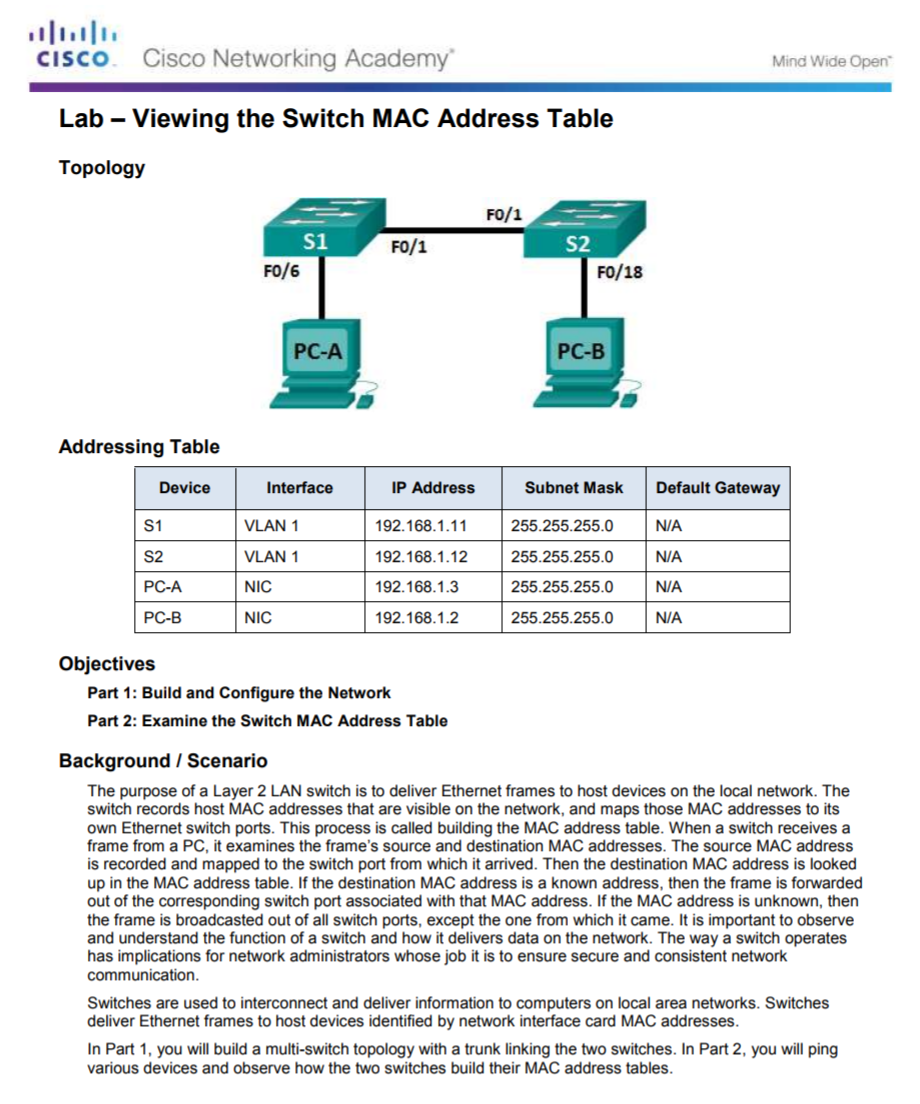 CISCO Cisco Networking Academy® Mind Wide Open™
Lab – Viewing the Switch MAC Address Table
Topology
F0/1
S1 S2
F0/1
F0/6 F0/18
PC-A PC-B
Addressing Table
Device Interface IP Address Subnet Mask Default Gateway
S1 VLAN 1 192.168.1.11 255.255.255.0 N/A
S2 VLAN 1 192.168.1.12 255.255.255.0 N/A
PC-A NIC 192.168.1.3 255.255.255.0 N/A
PC-B NIC 192.168.1.2 255.255.255.0 N/A
Objectives
Part 1: Build and Configure the Network
Part 2: Examine the Switch MAC Address Table
Background / Scenario
The purpose of a Layer 2 LAN switch is to deliver Ethernet frames to host devices on the local network. The
switch records host MAC addresses that are visible on the network, and maps those MAC addresses to its
own Ethernet switch ports. This process is called building the MAC address table. When a switch receives a
frame from a PC, it examines the frame's source and destination MAC addresses. The source MAC address
is recorded and mapped to the switch port from which it arrived. Then the destination MAC address is looked
up in the MAC address table. If the destination MAC address is a known address, then the frame is forwarded
out of the corresponding switch port associated with that MAC address. If the MAC address is unknown, then
the frame is broadcasted out of all switch ports, except the one from which it came. It is important to observe
and understand the function of a switch and how it delivers data on the network. The way a switch operates
has implications for network administrators whose job it is to ensure secure and consistent network
communication.
Switches are used to interconnect and deliver information to computers on local area networks. Switches
deliver Ethernet frames to host devices identified by network interface card MAC addresses.
In Part 1, you will build a multi-switch topology with a trunk linking the two switches. In Part 2, you will ping
various devices and observe how the two switches build their MAC address tables.